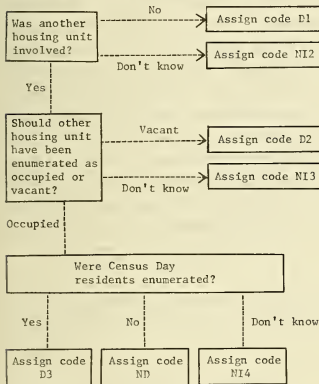 No
Was another
housing unit
involved?
Assign code D1
Assign code NI2
Don't know
Yes
Should other
housing unit
have been
enumerated as
occupied or
vacant?
Vacant
Assign code D2
Assign code NI3
Don't know
Occupied
Were Census Day
residents enumerated?
Yes
No
Don't know
Assign code
D3
Assign code
ND
Assign code
NI4